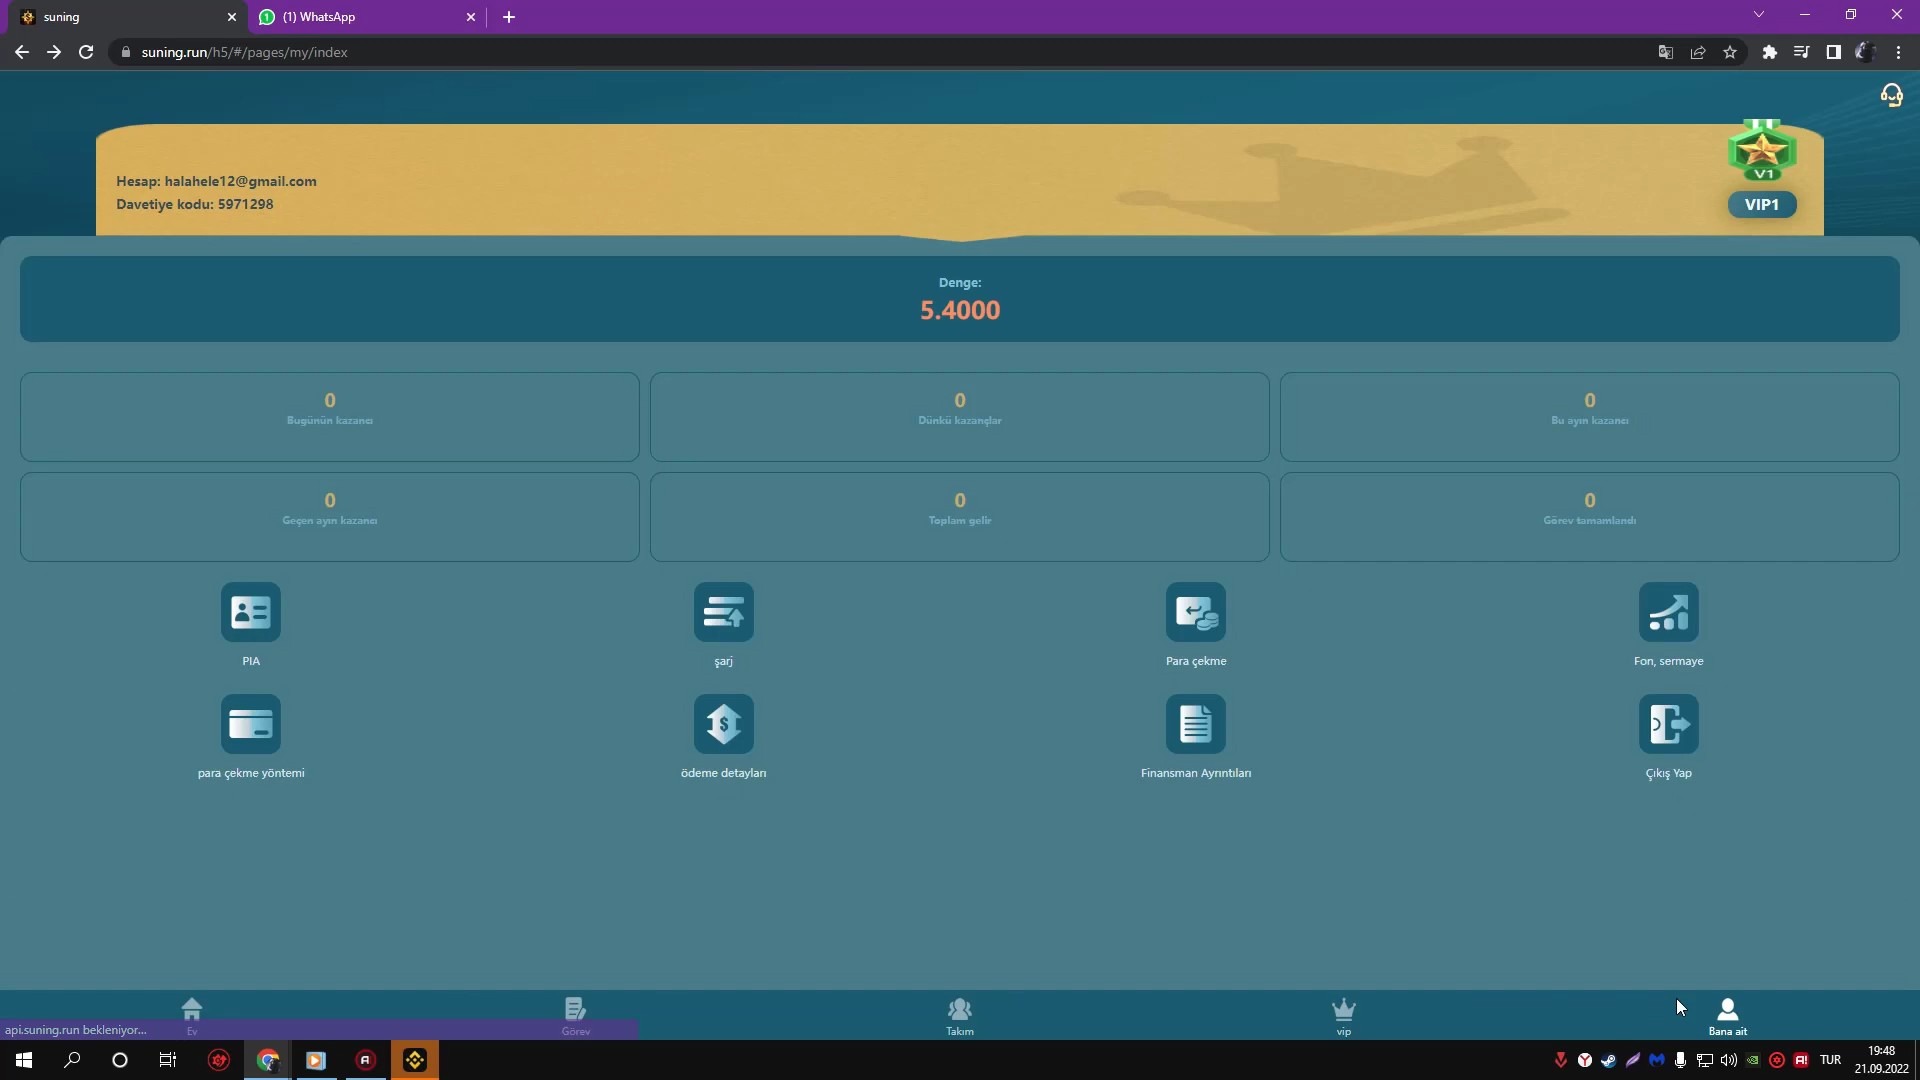 suning
(1) WhatsApp
suning.run/h5/#/pages/my/index
Hesap: halahele12@gmail.com
Davetiye kodu: 5971298
V1
VIP1
Denge:
5.4000
0
Bugünün kazancı
0
Dünkü kazançlar
0
Bu ayın kazancı
0
Geçen ayın kazancı
0
Toplam gelir
0
Görev tamamlandı
PIA
şarj
Para çekme
Fon, sermaye
para çekme yöntemi
ödeme detayları
Finansman Ayrıntıları
Çıkış Yap
Ev
Görev
Takım
vip
Bana ait
api.suning.run bekleniyor...
TUR
19:48
21.09.2022